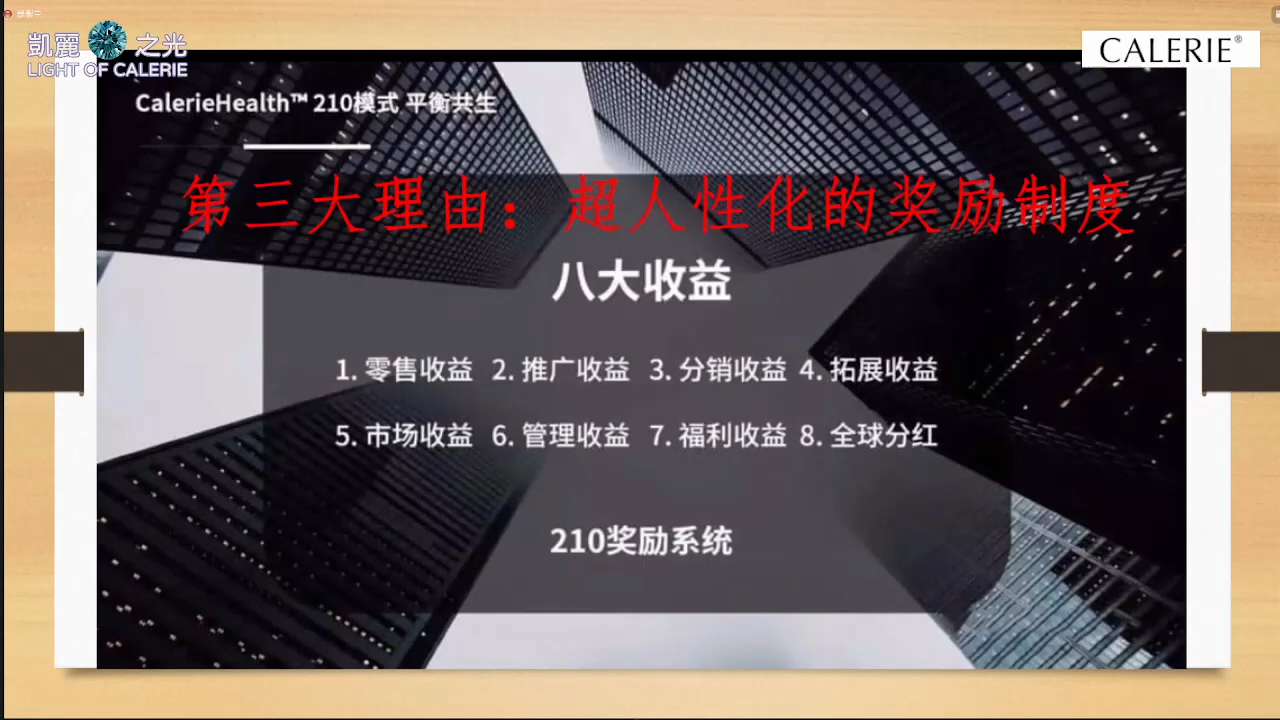 錄製中
凱麗之光
LIGHT OF CALERIE
CALERIE®
CalerieHealth™ 210模式 平衡共生
第三大理由：超人性化的奖励制度
八大收益
1. 零售收益 2. 推广收益 3. 分销收益 4. 拓展收益
5. 市场收益 6. 管理收益 7. 福利收益 8. 全球分红
210奖励系统